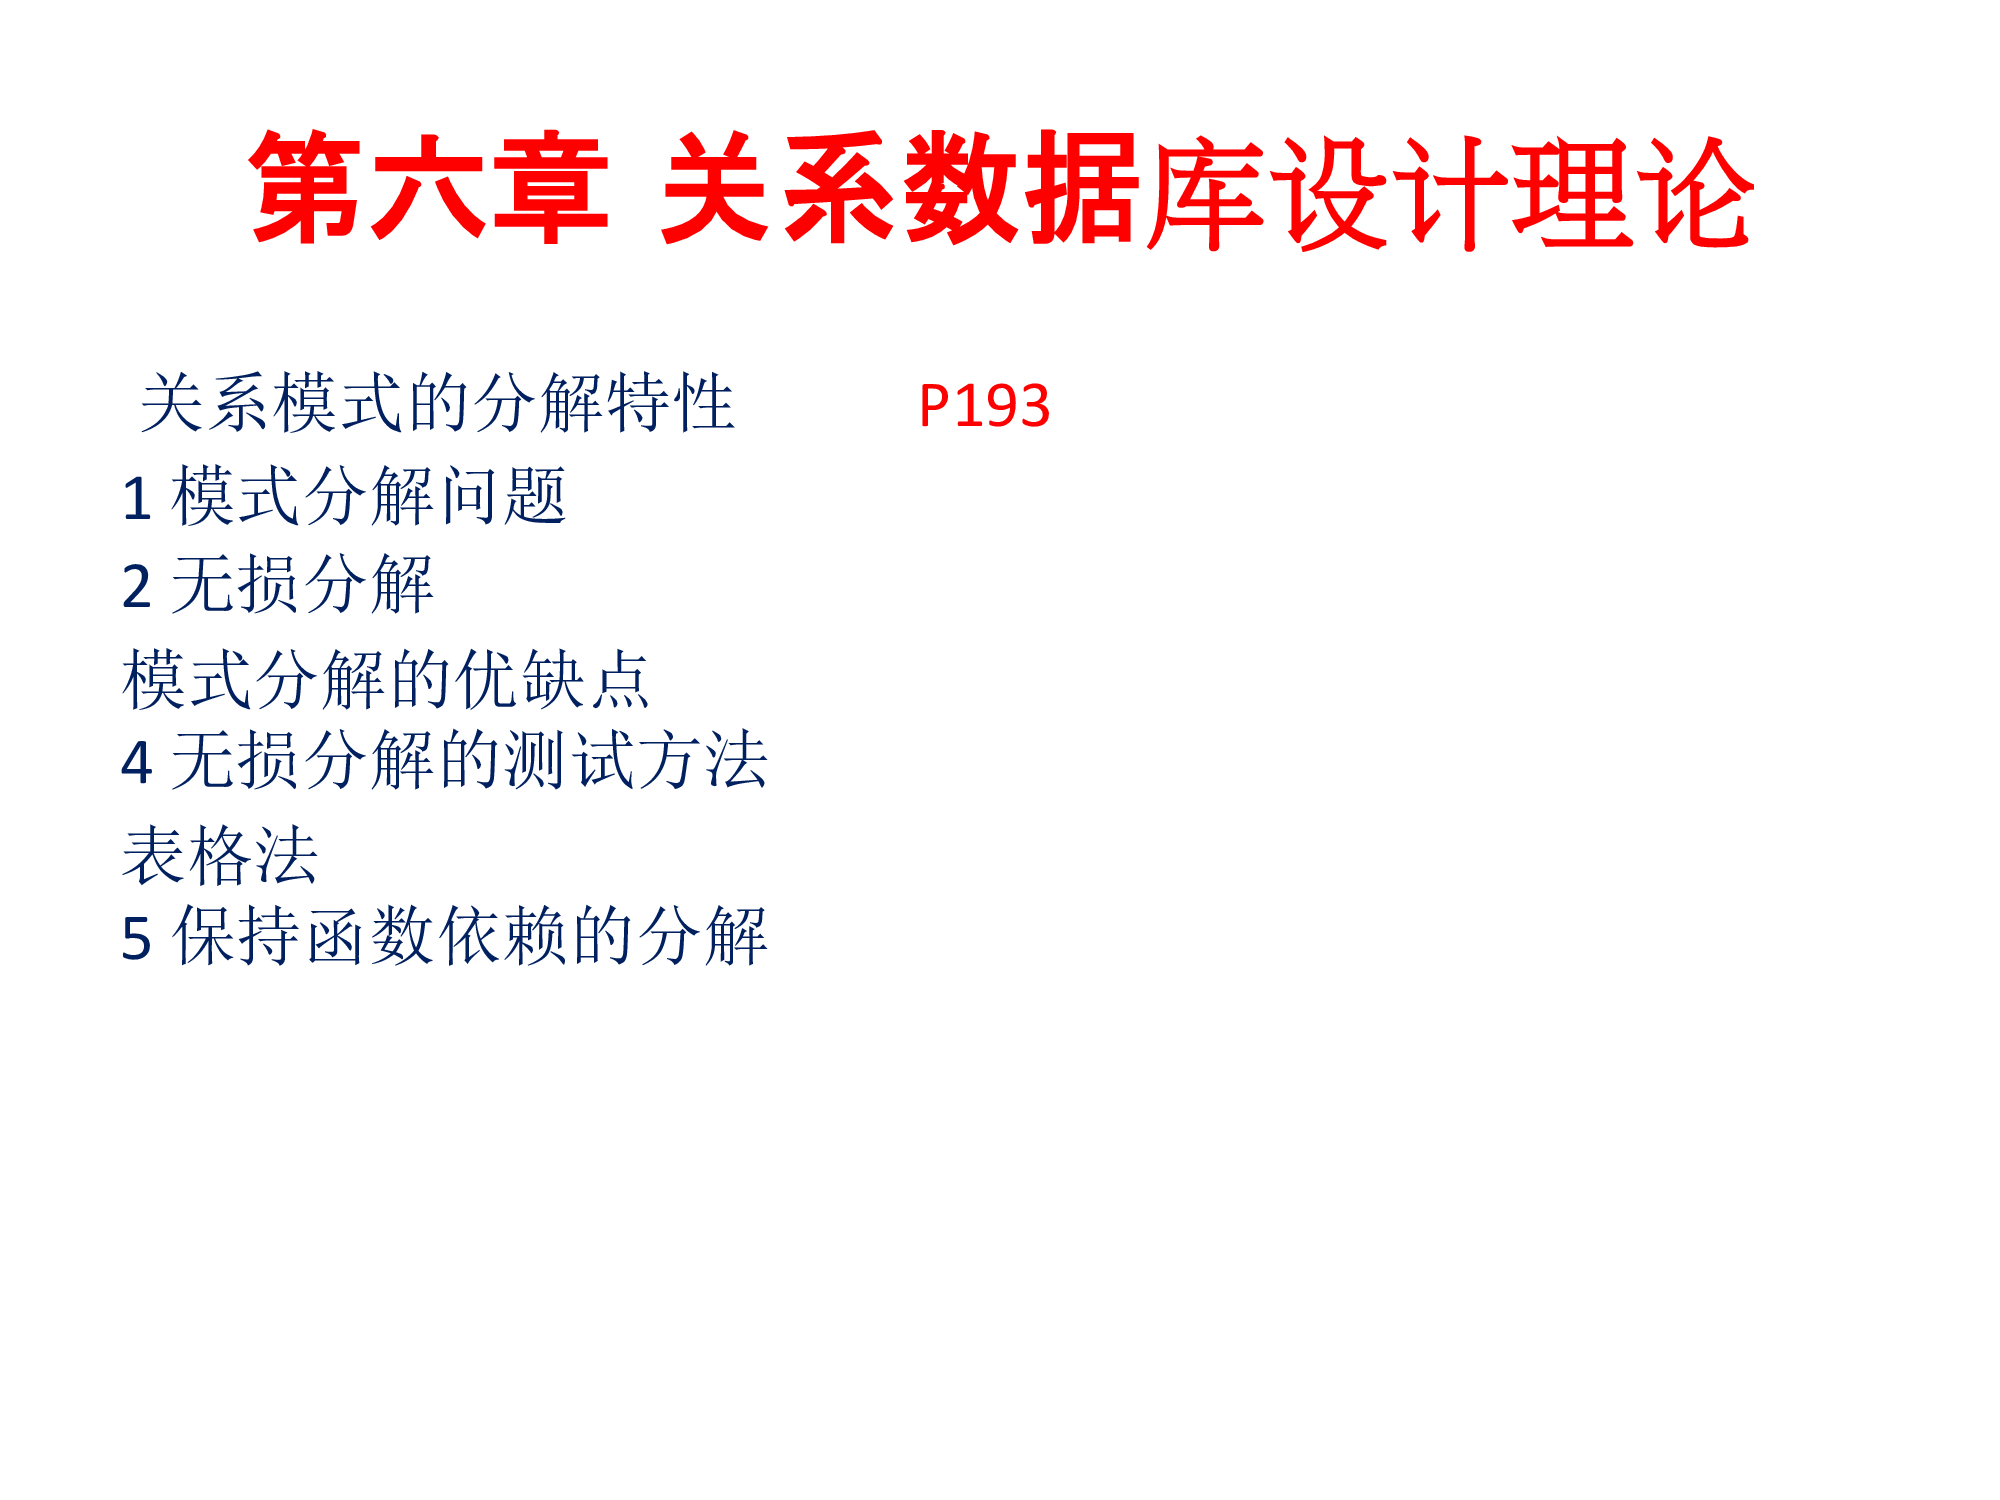 第六章 关系数据库设计理论
关系模式的分解特性 P193
1 模式分解问题
2 无损分解
模式分解的优缺点
4 无损分解的测试方法
表格法
5 保持函数依赖的分解